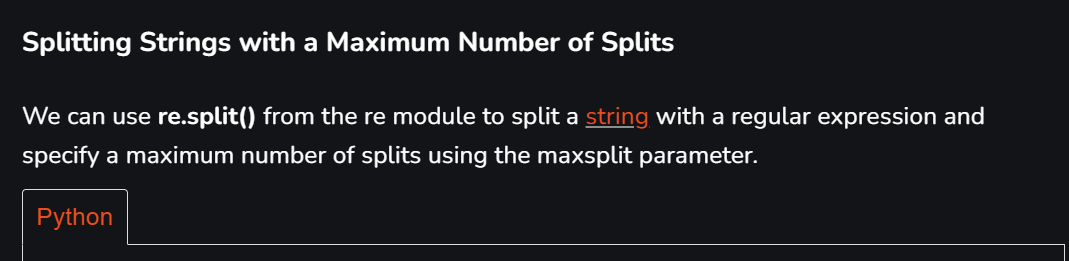 Splitting Strings with a Maximum Number of Splits
We can use re.split() from the re module to split a string with a regular expression and
specify a maximum number of splits using the maxsplit parameter.
Python